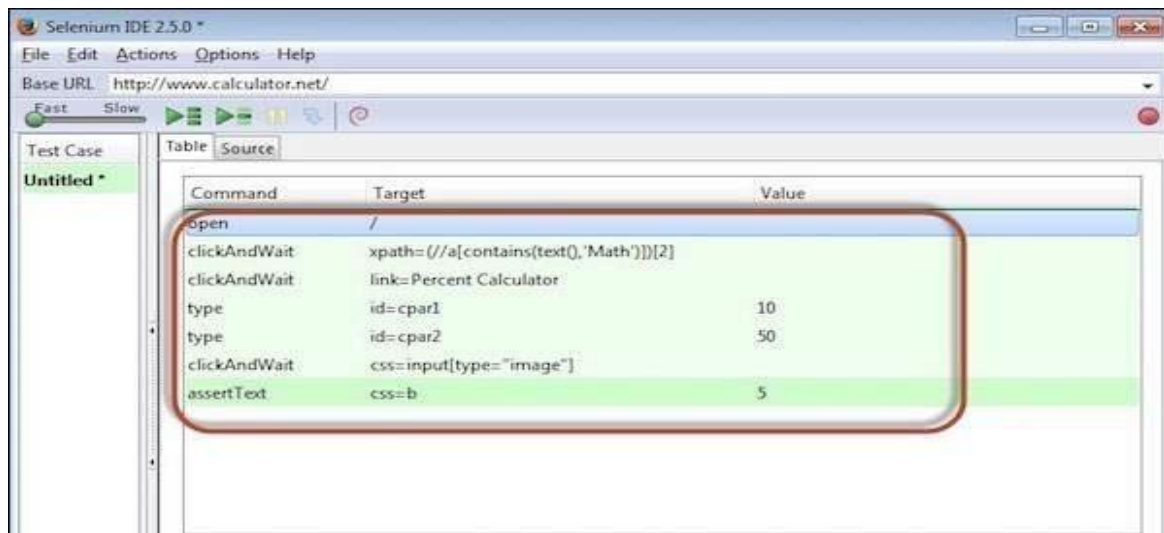 Selenium IDE 2.5.0 *
File Edit Actions Options Help
Base URL http://www.calculator.net/
Fast Slow
Test Case Table Source
Untitled *
Command Target Value
open /
clickAndWait xpath=(//a[contains(text(),'Math')])[2]
clickAndWait link=Percent Calculator
type id=cpar1 10
type id=cpar2 50
clickAndWait css=input[type="image"]
assertText css=b 5